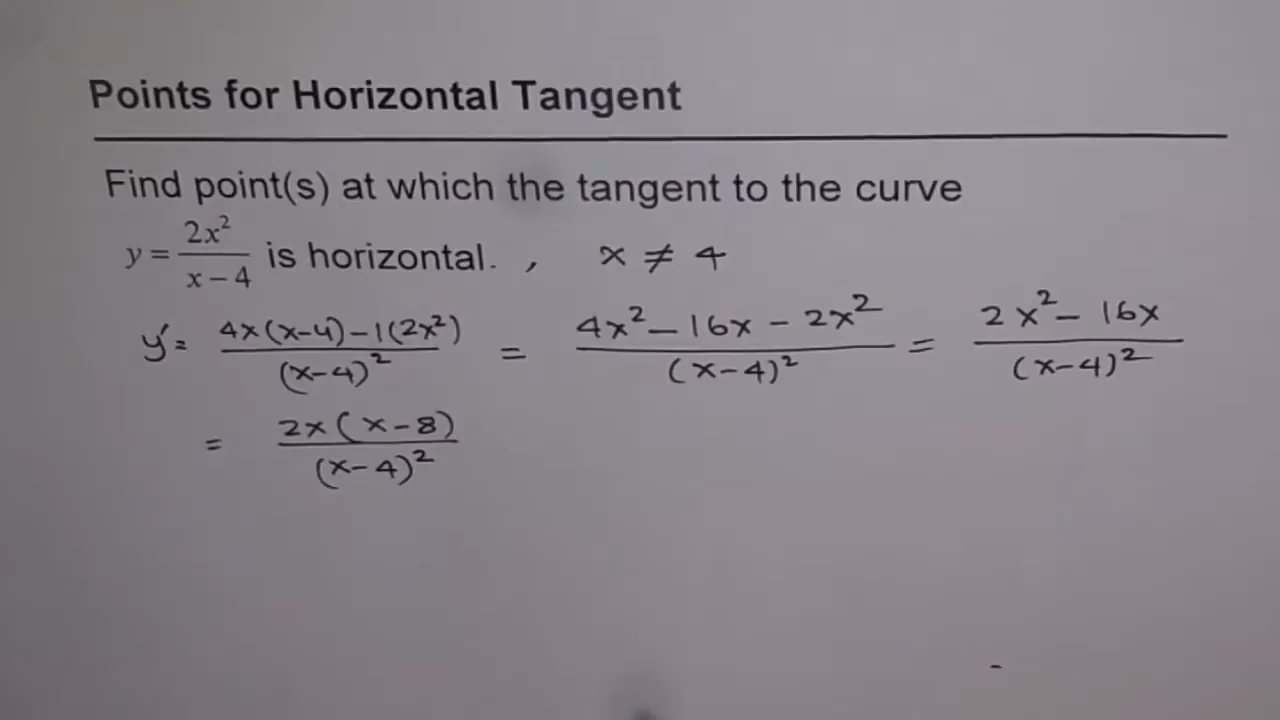 Points for Horizontal Tangent
Find point(s) at which the tangent to the curve
y = 2x²/(x − 4) is horizontal. , x ≠ 4
y' = (4x(x-4) - 1(2x²))/(x-4)² = (4x² - 16x - 2x²)/(x-4)² = (2x² - 16x)/(x-4)²
= 2x(x-8)/(x-4)²